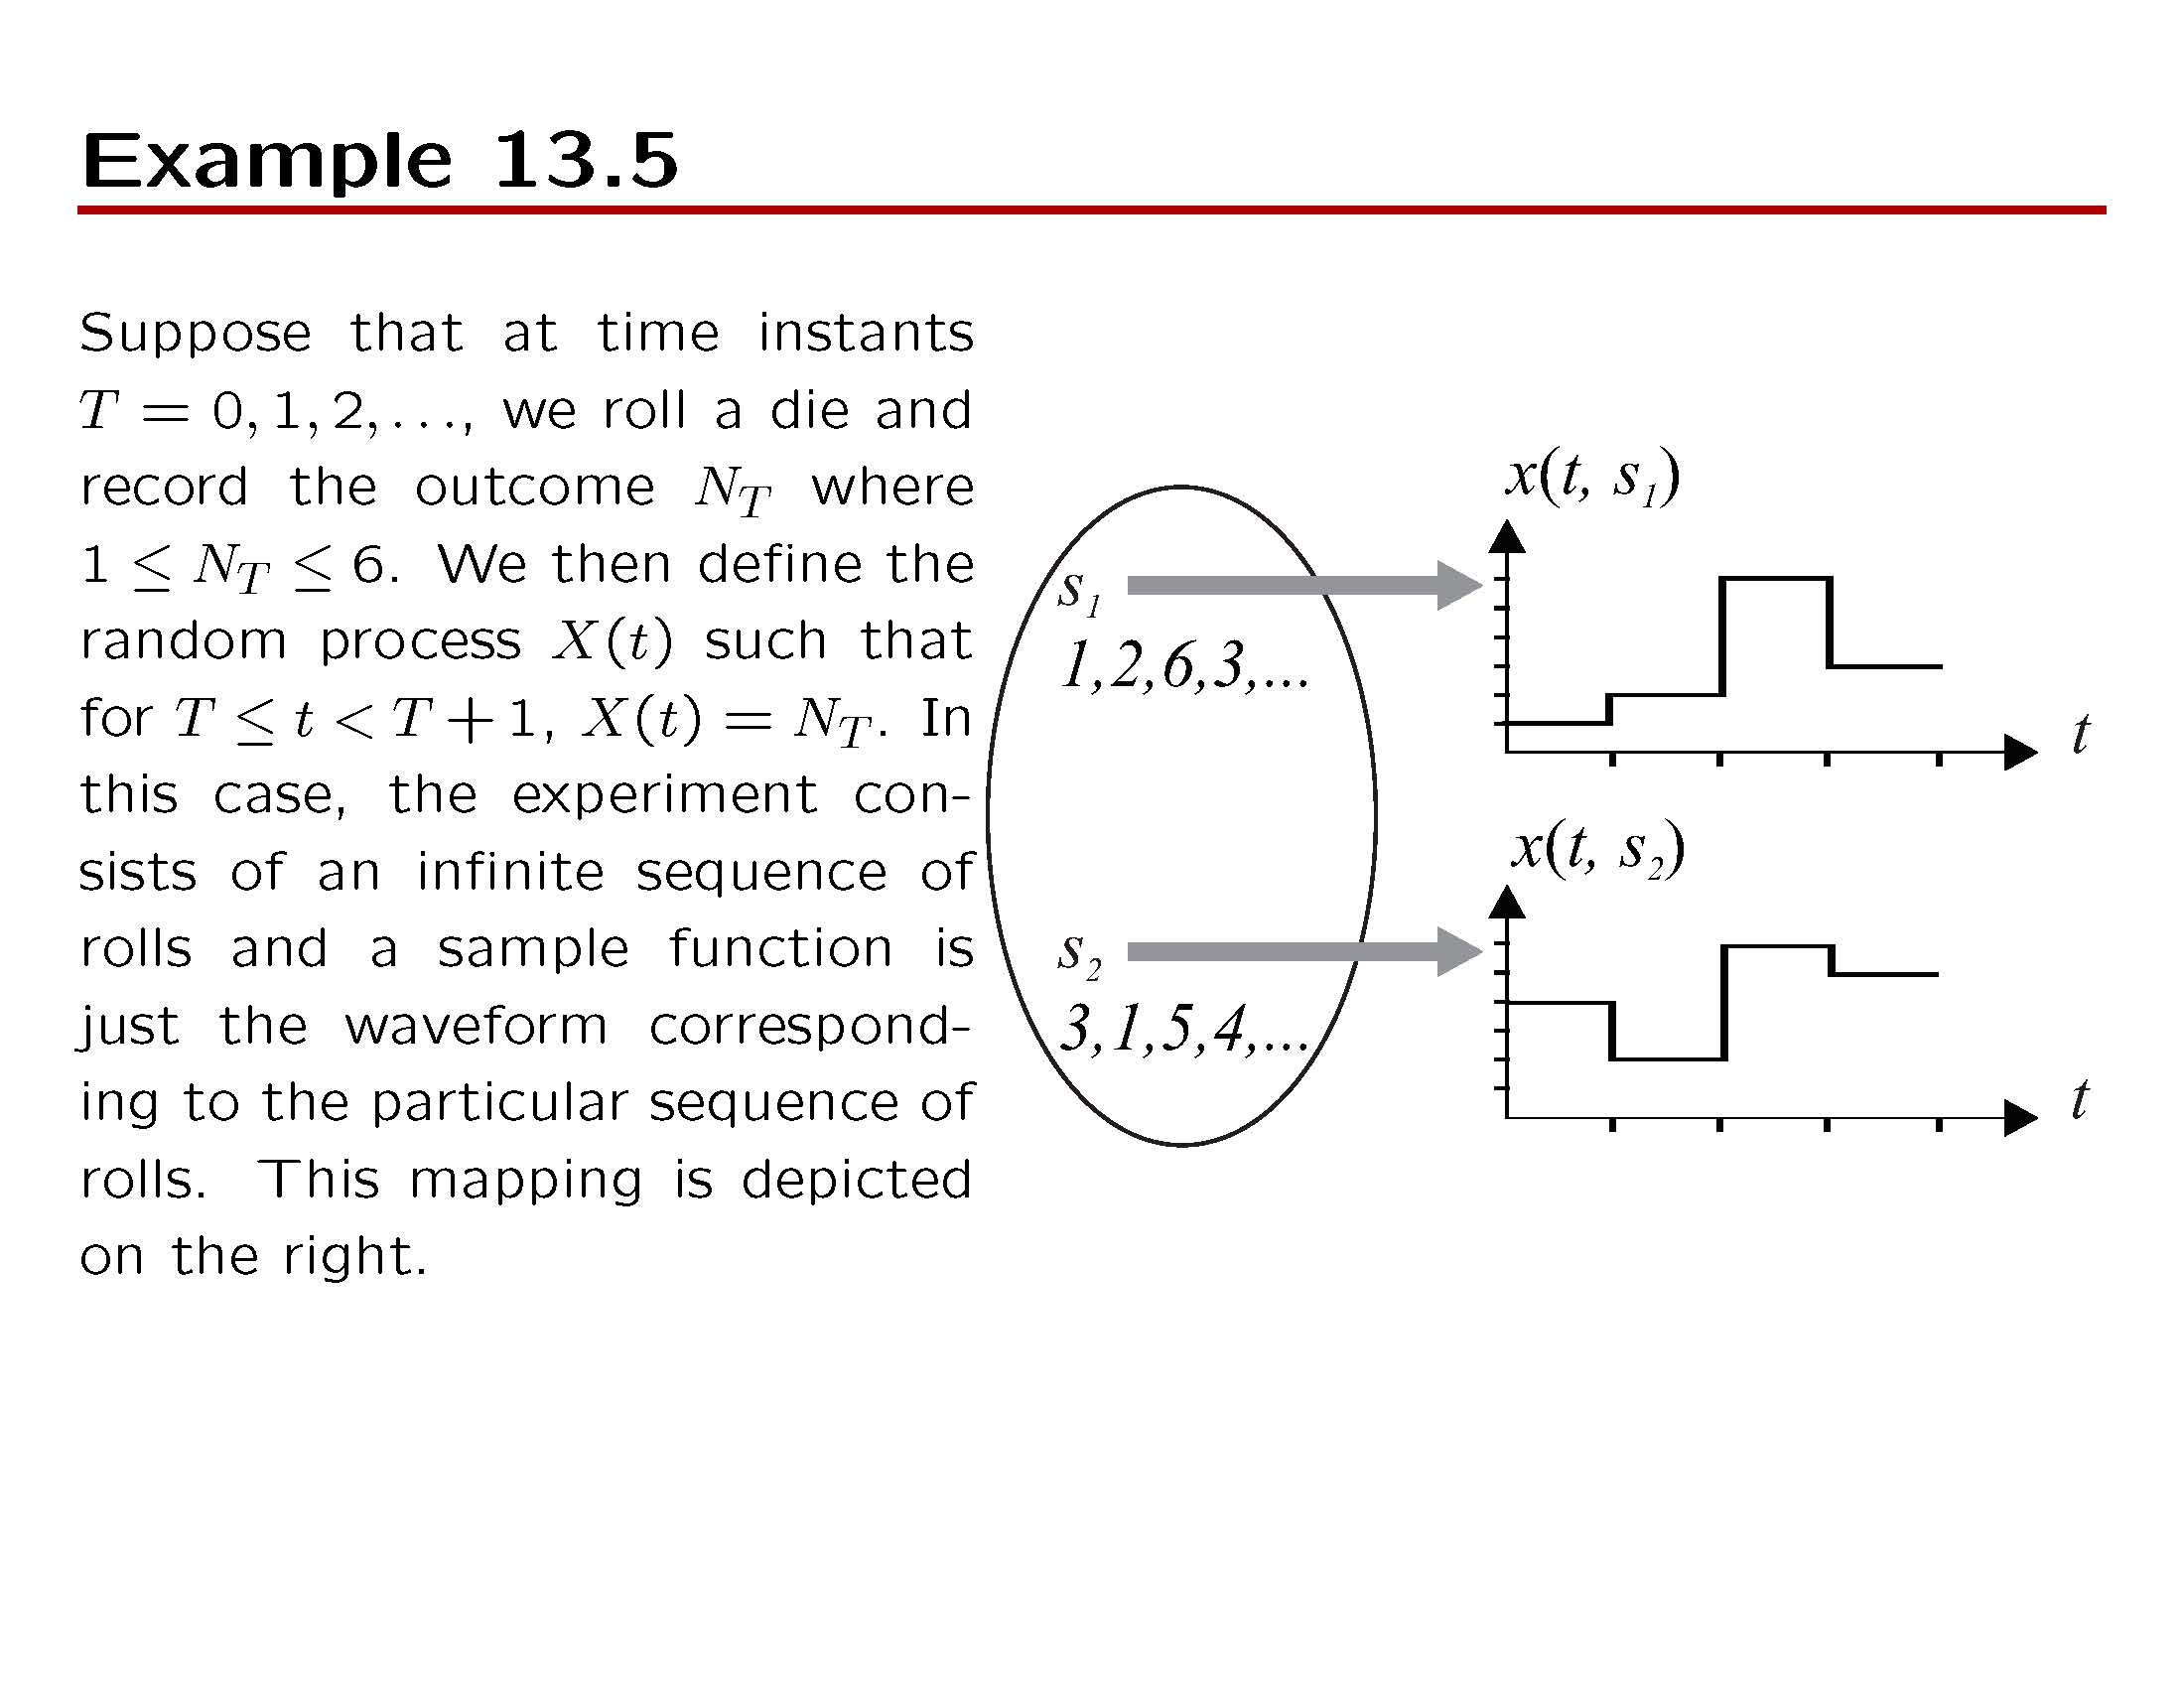 Example 13.5
Suppose that at time instants
T = 0, 1, 2, . . ., we roll a die and
record the outcome N_T where
1 ≤ N_T ≤ 6. We then define the
random process X(t) such that
for T ≤ t < T + 1, X(t) = N_T. In
this case, the experiment con-
sists of an infinite sequence of
rolls and a sample function is
just the waveform correspond-
ing to the particular sequence of
rolls. This mapping is depicted
on the right.
s_1
1,2,6,3,...
s_2
3,1,5,4,...
x(t, s_1)
t
x(t, s_2)
t